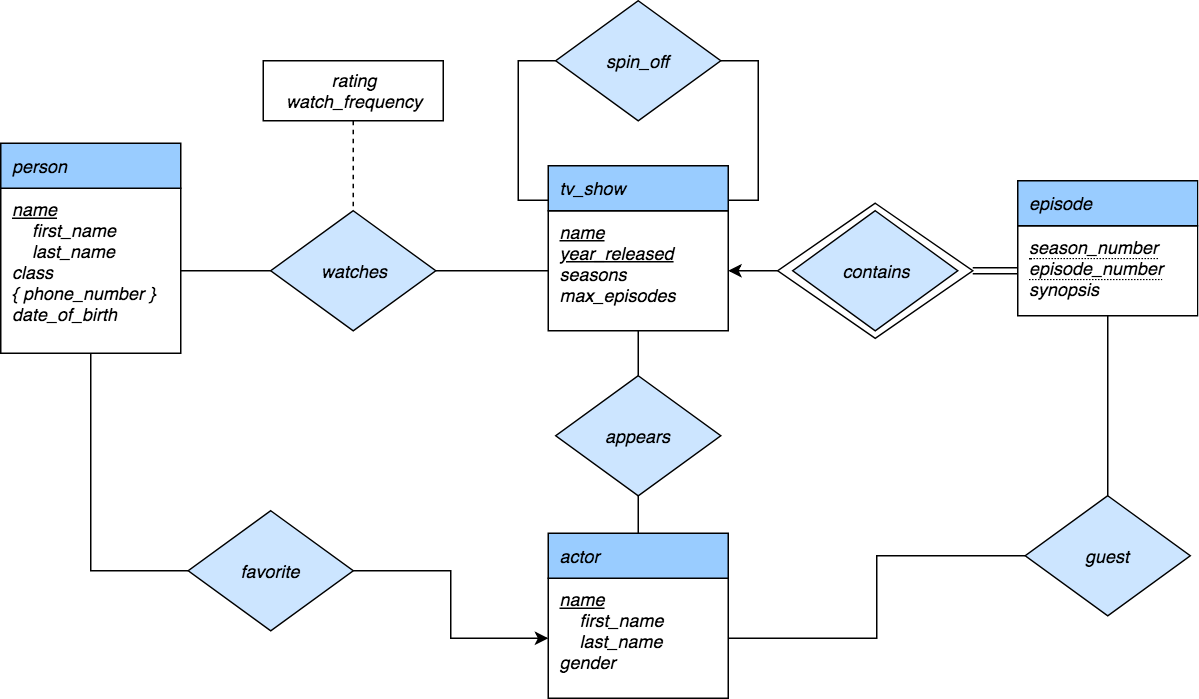 spin_off
rating
watch_frequency
person
name
first_name
last_name
class
{ phone_number }
date_of_birth
watches
tv_show
name
year_released
seasons
max_episodes
contains
episode
season_number
episode_number
synopsis
appears
favorite
actor
name
first_name
last_name
gender
guest